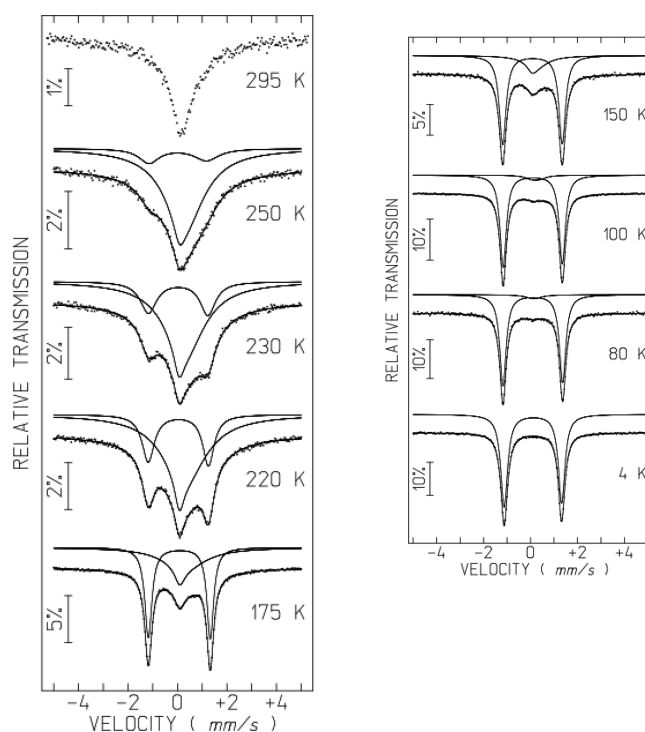 RELATIVE TRANSMISSION
1%
295 K
2%
250 K
2%
230 K
2%
220 K
5%
175 K
-4 -2 0 +2 +4
VELOCITY ( mm/s )
RELATIVE TRANSMISSION
5%
150 K
10%
100 K
10%
80 K
10%
4 K
-4 -2 0 +2 +4
VELOCITY ( mm/s )